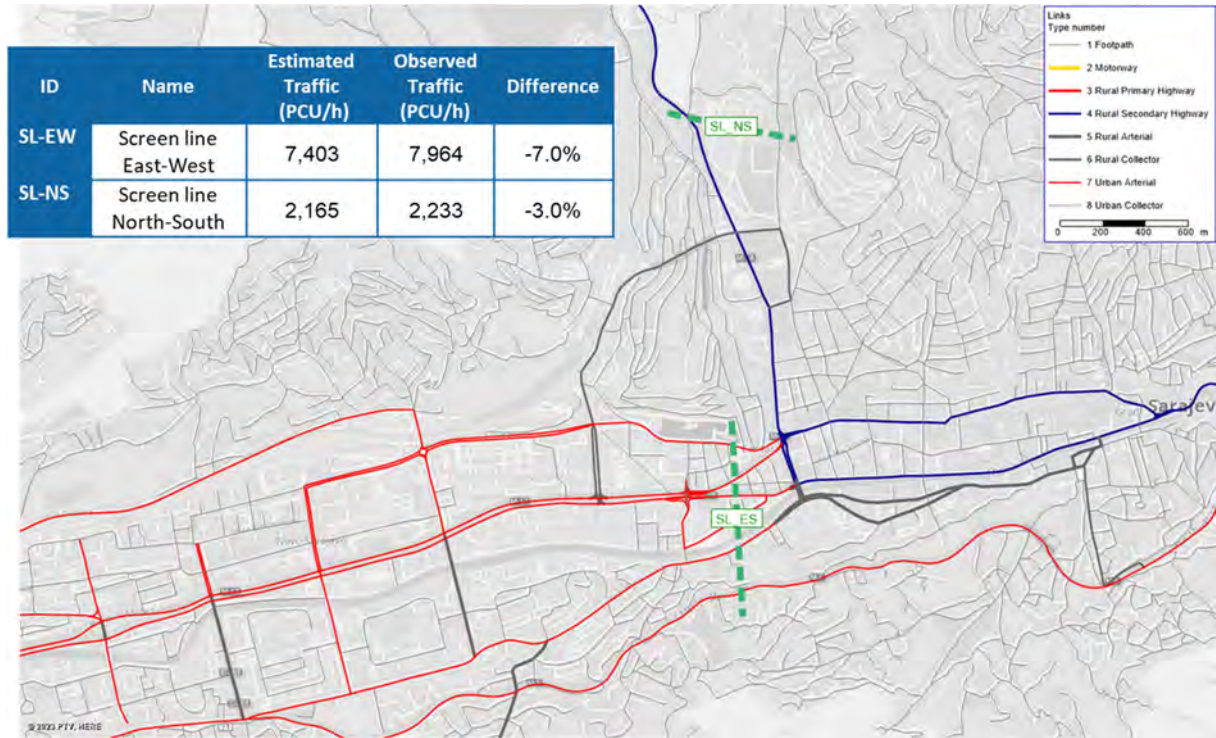 ID Name Estimated Traffic (PCU/h) Observed Traffic (PCU/h) Difference
SL-EW Screen line East-West 7,403 7,964 -7.0%
SL-NS Screen line North-South 2,165 2,233 -3.0%
Links
Type number
1 Footpath
2 Motorway
3 Rural Primary Highway
4 Rural Secondary Highway
5 Rural Arterial
6 Rural Collector
7 Urban Arterial
8 Urban Collector
0 200 400 600 m
SL_NS
Sarajev
SL_ES
© 2023 PTV, HERE